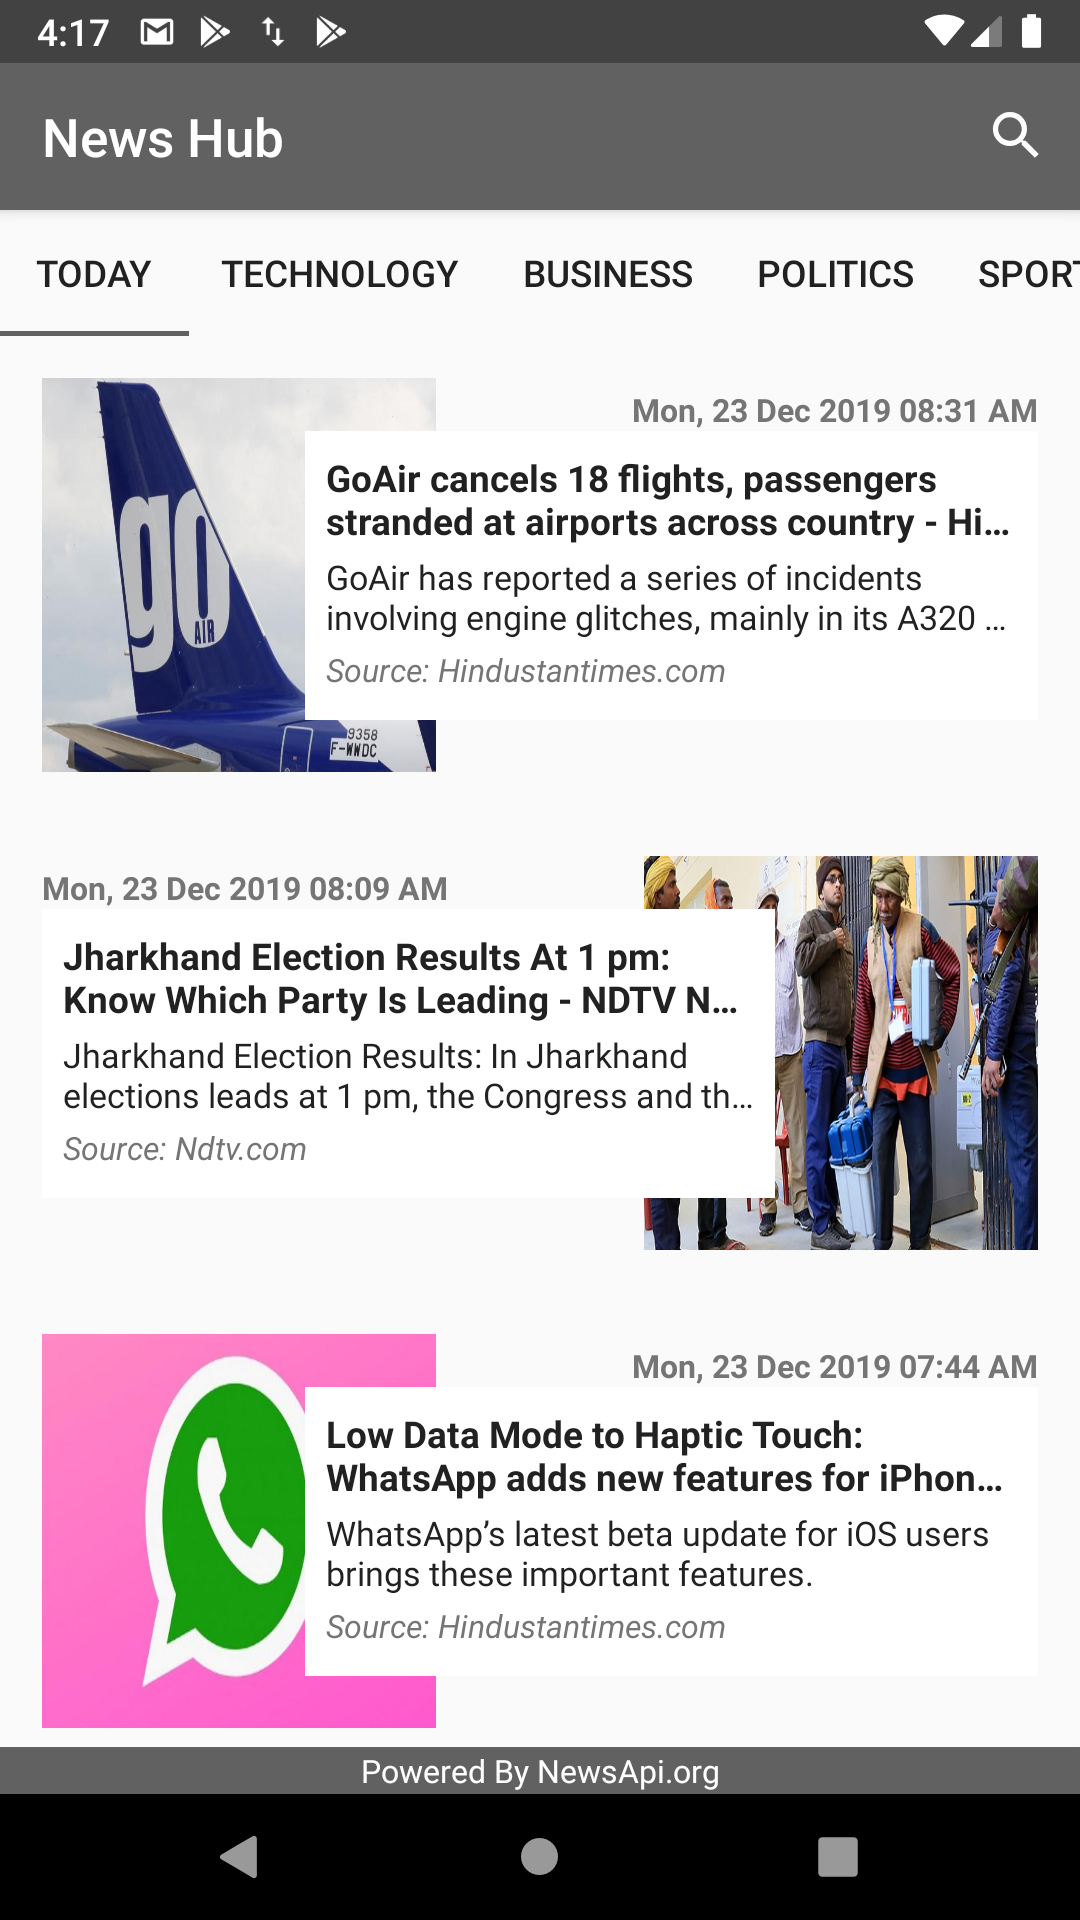 4:17
News Hub
TODAY TECHNOLOGY BUSINESS POLITICS SPORT
Mon, 23 Dec 2019 08:31 AM
go
AIR
9358
F-WWDC
GoAir cancels 18 flights, passengers
stranded at airports across country - Hi...
GoAir has reported a series of incidents
involving engine glitches, mainly in its A320 ...
Source: Hindustantimes.com
Mon, 23 Dec 2019 08:09 AM
Jharkhand Election Results At 1 pm:
Know Which Party Is Leading - NDTV N...
Jharkhand Election Results: In Jharkhand
elections leads at 1 pm, the Congress and th...
Source: Ndtv.com
Mon, 23 Dec 2019 07:44 AM
Low Data Mode to Haptic Touch:
WhatsApp adds new features for iPhon...
WhatsApp’s latest beta update for iOS users
brings these important features.
Source: Hindustantimes.com
Powered By NewsApi.org